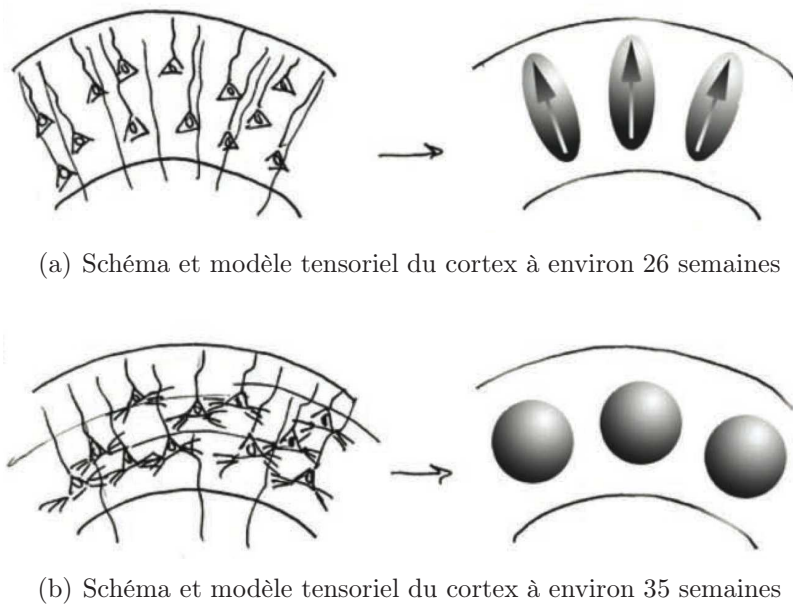 (a) Schéma et modèle tensoriel du cortex à environ 26 semaines
(b) Schéma et modèle tensoriel du cortex à environ 35 semaines